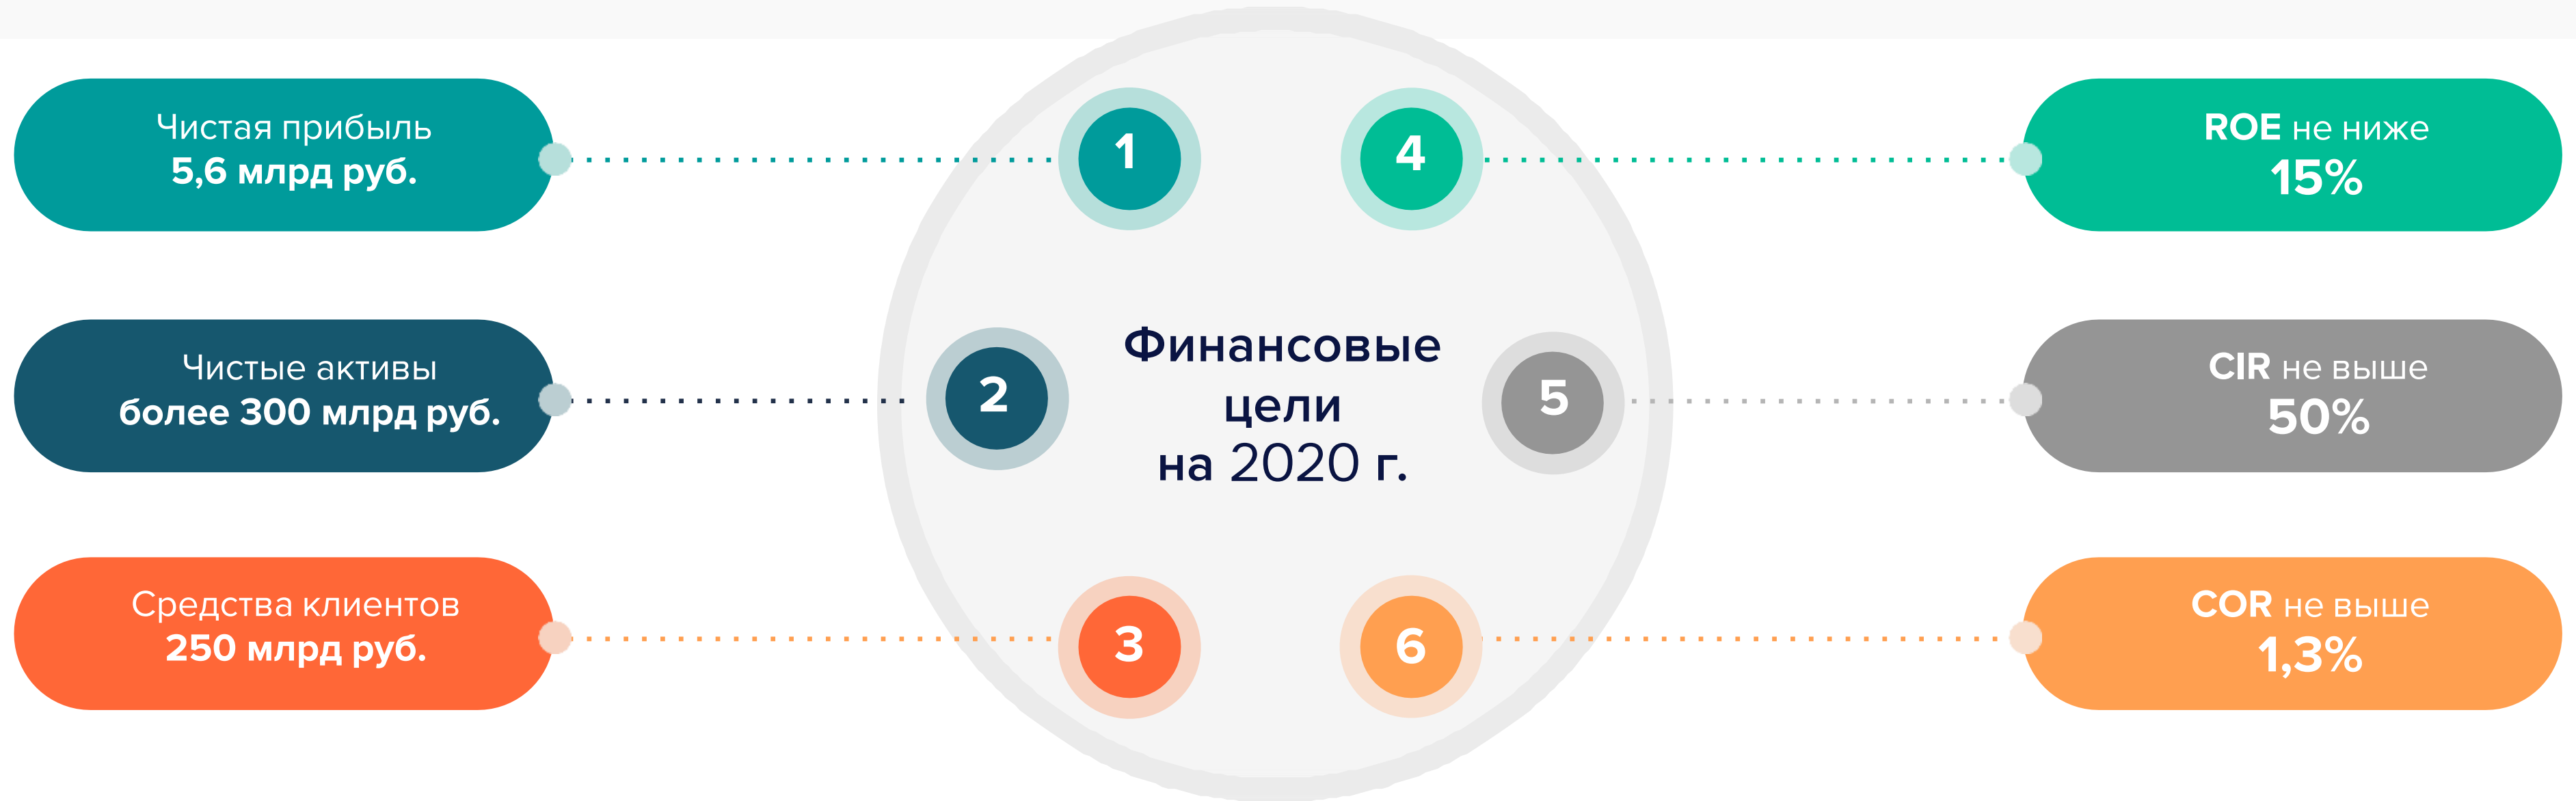 Чистая прибыль
5,6 млрд руб.
Чистые активы
более 300 млрд руб.
Средства клиентов
250 млрд руб.
1
2
3
Финансовые
цели
на 2020 г.
4
5
6
ROE не ниже
15%
CIR не выше
50%
COR не выше
1,3%